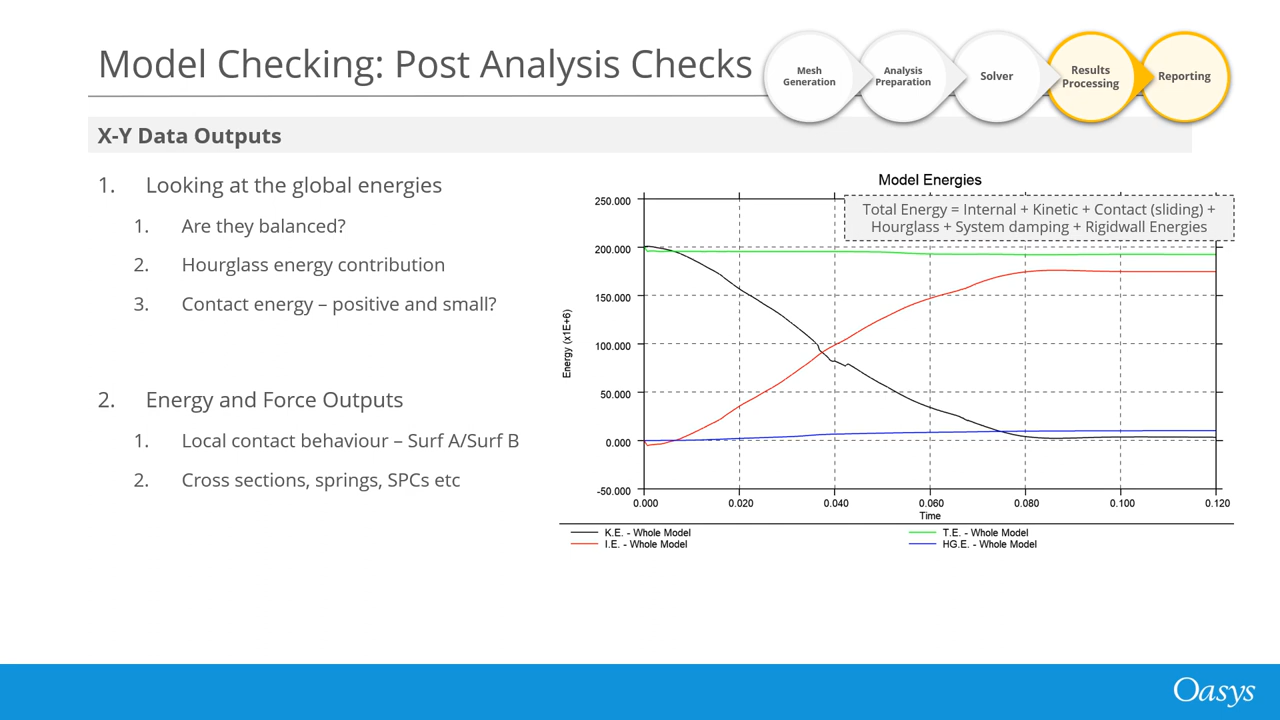 Model Checking: Post Analysis Checks
Mesh
Generation
Analysis
Preparation
Solver
Results
Processing
Reporting
X-Y Data Outputs
1. Looking at the global energies
1. Are they balanced?
2. Hourglass energy contribution
3. Contact energy – positive and small?
2. Energy and Force Outputs
1. Local contact behaviour – Surf A/Surf B
2. Cross sections, springs, SPCs etc
Model Energies
Total Energy = Internal + Kinetic + Contact (sliding) +
Hourglass + System damping + Rigidwall Energies
Energy (x1E+6)
250.000
200.000
150.000
100.000
50.000
0.000
-50.000
0.000 0.020 0.040 0.060 0.080 0.100 0.120
Time
K.E. - Whole Model
I.E. - Whole Model
T.E. - Whole Model
HG.E. - Whole Model
Oasys